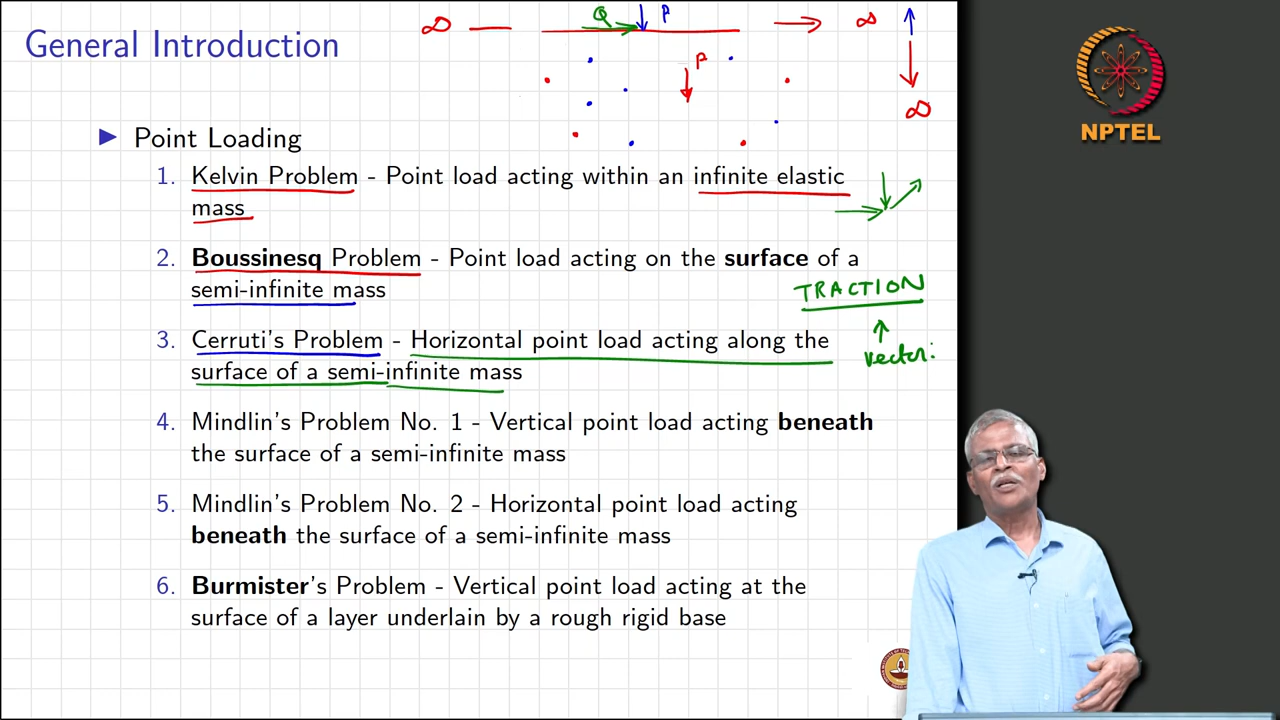 General Introduction
∞
Q
P
∞
P
∞
NPTEL
▶ Point Loading
1. Kelvin Problem - Point load acting within an infinite elastic
mass
2. Boussinesq Problem - Point load acting on the surface of a
semi-infinite mass
TRACTION
3. Cerruti's Problem - Horizontal point load acting along the
surface of a semi-infinite mass
vector:
4. Mindlin's Problem No. 1 - Vertical point load acting beneath
the surface of a semi-infinite mass
5. Mindlin's Problem No. 2 - Horizontal point load acting
beneath the surface of a semi-infinite mass
6. Burmister's Problem - Vertical point load acting at the
surface of a layer underlain by a rough rigid base